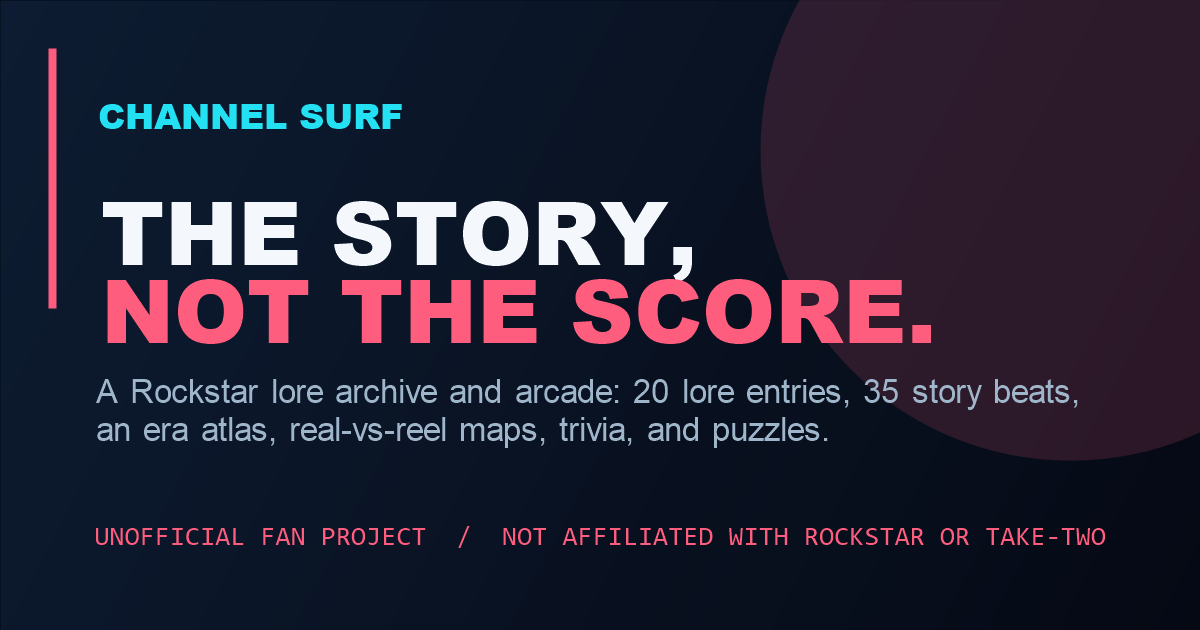 CHANNEL SURF
THE STORY,
NOT THE SCORE.
A Rockstar lore archive and arcade: 20 lore entries, 35 story beats,
an era atlas, real-vs-reel maps, trivia, and puzzles.
UNOFFICIAL FAN PROJECT / NOT AFFILIATED WITH ROCKSTAR OR TAKE-TWO